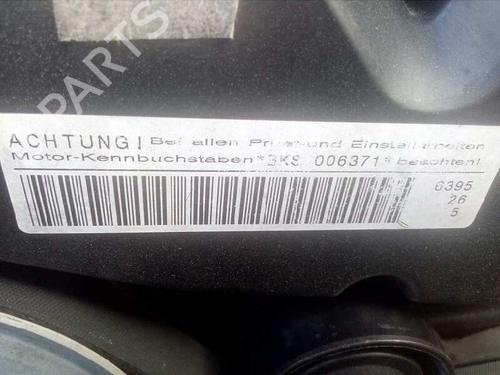 PARTS
ACHTUNG! Bei allen Prüf-und Einstellarbeiten
Motor-Kennbuchstaben *BKS 006371* beachten!
6395
26
5